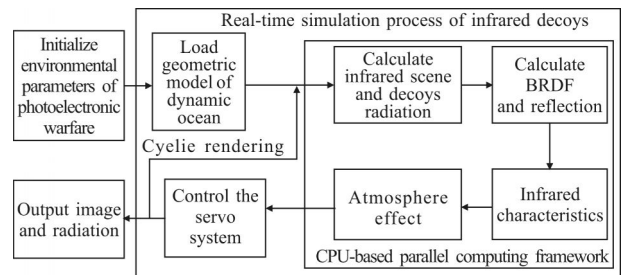 Real-time simulation process of infrared decoys
Initialize
environmental
parameters of
photoelectronic
warfare
Load
geometric
model of
dynamic
ocean
Calculate
infrared scene
and decoys
radiation
Calculate
BRDF
and reflection
Cyelie rendering
Output image
and radiation
Control the
servo
system
Atmosphere
effect
Infrared
characteristics
CPU-based parallel computing framework